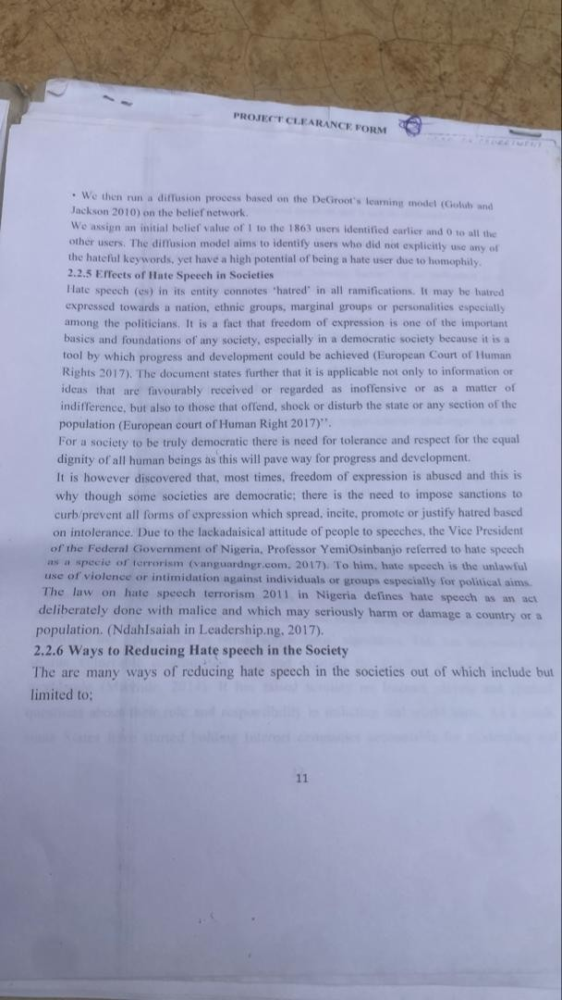 PROJECT CLEARANCE FORM
• We then run a diffusion process based on the DeGroot's learning model (Golub and
Jackson 2010) on the belief network.
We assign an initial belief value of 1 to the 1863 users identified earlier and 0 to all the
other users. The diffusion model aims to identify users who did not explicitly use any of
the hateful keywords, yet have a high potential of being a hate user due to homophily.
2.2.5 Effects of Hate Speech in Societies
Hate speech (es) in its entity connotes 'hatred' in all ramifications. It may be hatred
expressed towards a nation, ethnic groups, marginal groups or personalities especially
among the politicians. It is a fact that freedom of expression is one of the important
basics and foundations of any society, especially in a democratic society because it is a
tool by which progress and development could be achieved (European Court of Human
Rights 2017). The document states further that it is applicable not only to information or
ideas that are favourably received or regarded as inoffensive or as a matter of
indifference, but also to those that offend, shock or disturb the state or any section of the
population (European court of Human Right 2017)''.
For a society to be truly democratic there is need for tolerance and respect for the equal
dignity of all human beings as this will pave way for progress and development.
It is however discovered that, most times, freedom of expression is abused and this is
why though some societies are democratic; there is the need to impose sanctions to
curb/prevent all forms of expression which spread, incite, promote or justify hatred based
on intolerance. Due to the lackadaisical attitude of people to speeches, the Vice President
of the Federal Government of Nigeria, Professor YemiOsinbanjo referred to hate speech
as a specie of terrorism (vanguardngr.com, 2017). To him, hate speech is the unlawful
use of violence or intimidation against individuals or groups especially for political aims.
The law on hate speech terrorism 2011 in Nigeria defines hate speech as an act
deliberately done with malice and which may seriously harm or damage a country or a
population. (NdahIsaiah in Leadership.ng, 2017).
2.2.6 Ways to Reducing Hate speech in the Society
The are many ways of reducing hate speech in the societies out of which include but
limited to;
11